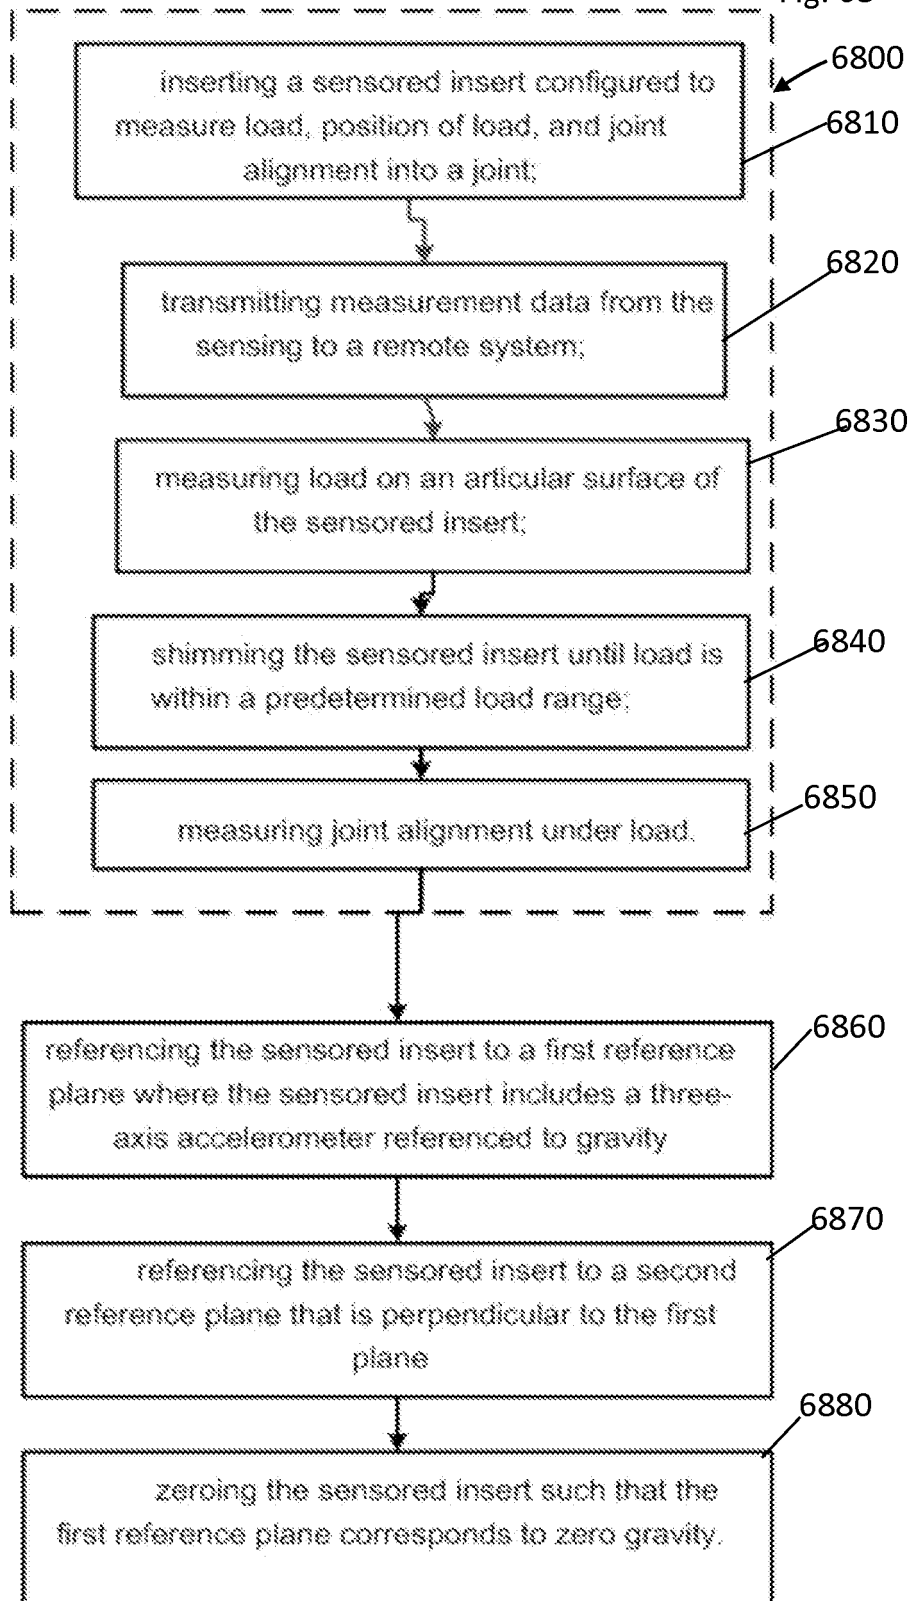 6800
inserting a sensored insert configured to
measure load, position of load, and joint
alignment into a joint;
6810
transmitting measurement data from the
sensing to a remote system;
6820
measuring load on an articular surface of
the sensored insert;
6830
shimming the sensored insert until load is
within a predetermined load range;
6840
measuring joint alignment under load.
6850
referencing the sensored insert to a first reference
plane where the sensored insert includes a three-
axis accelerometer referenced to gravity
6860
referencing the sensored insert to a second
reference plane that is perpendicular to the first
plane
6870
zeroing the sensored insert such that the
first reference plane corresponds to zero gravity.
6880